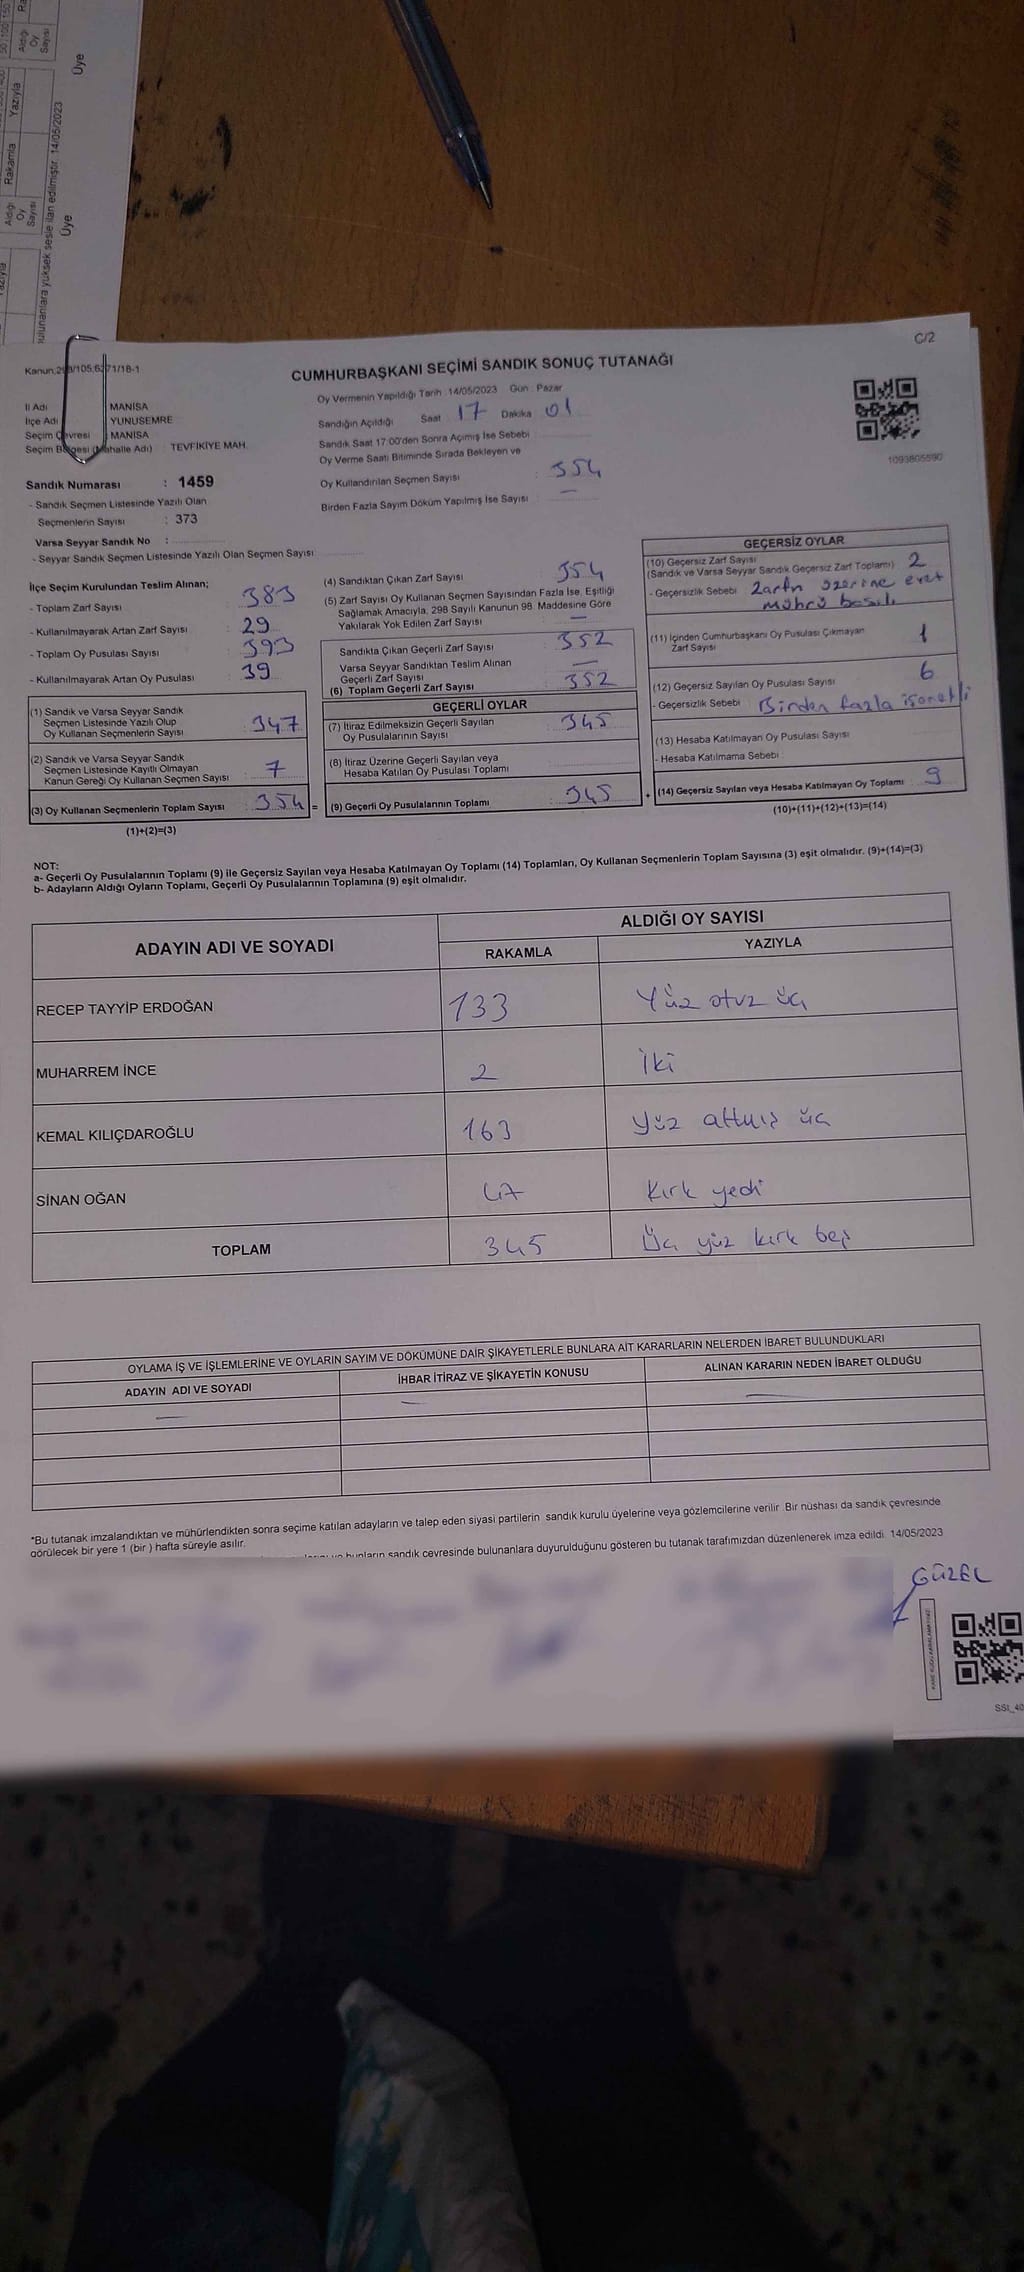 Aldığı
Oy
Sayısı
Rakamla
Yazıyla
Aldığı
Oy
Sayısı
yüksek sesle ilan edilmiştir. 14/05/2023
Üye
Üye
C/2
CUMHURBAŞKANI SEÇİMİ SANDIK SONUÇ TUTANAĞI
İl Adı MANİSA
İlçe Adı YUNUSEMRE
Seçim Çevresi MANİSA
Seçim Bölgesi (Mahalle Adı) : TEVFİKİYE MAH.
Sandık Numarası : 1459
- Sandık Seçmen Listesinde Yazılı Olan
Seçmenlerin Sayısı : 373
Varsa Seyyar Sandık No :
- Seyyar Sandık Seçmen Listesinde Yazılı Olan Seçmen Sayısı:
Oy Vermenin Yapıldığı Tarih : 14/05/2023 Gün : Pazar
Sandığın Açıldığı Saat 17 Dakika 01
Sandık Saat 17:00'den Sonra Açımış İse Sebebi
Oy Verme Saati Bitiminde Sırada Bekleyen ve
Oy Kullandırılan Seçmen Sayısı : 354
Birden Fazla Sayım Döküm Yapılmış İse Sayısı : —
1093805590
İlçe Seçim Kurulundan Teslim Alınan;
- Toplam Zarf Sayısı : 383
- Kullanılmayarak Artan Zarf Sayısı : 29
- Toplam Oy Pusulası Sayısı : 393
- Kullanılmayarak Artan Oy Pusulası : 39
(1) Sandık ve Varsa Seyyar Sandık
Seçmen Listesinde Yazılı Olup
Oy Kullanan Seçmenlerin Sayısı : 347
(2) Sandık ve Varsa Seyyar Sandık
Seçmen Listesinde Kayıtlı Olmayan
Kanun Gereği Oy Kullanan Seçmen Sayısı : 7
(3) Oy Kullanan Seçmenlerin Toplam Sayısı : 354 =
(1)+(2)=(3)
(4) Sandıktan Çıkan Zarf Sayısı : 354
(5) Zarf Sayısı Oy Kullanan Seçmen Sayısından Fazla İse, Eşitliği
Sağlamak Amacıyla, 298 Sayılı Kanunun 98. Maddesine Göre
Yakılarak Yok Edilen Zarf Sayısı : —
Sandıkta Çıkan Geçerli Zarf Sayısı : 352
Varsa Seyyar Sandıktan Teslim Alınan
Geçerli Zarf Sayısı : —
(6) Toplam Geçerli Zarf Sayısı : 352
GEÇERLİ OYLAR
(7) İtiraz Edilmeksizin Geçerli Sayılan
Oy Pusulalarının Sayısı : 345
(8) İtiraz Üzerine Geçerli Sayılan veya
Hesaba Katılan Oy Pusulası Toplamı
(9) Geçerli Oy Pusulalarının Toplamı : 345 +
GEÇERSİZ OYLAR
(10) Geçersiz Zarf Sayısı
(Sandık ve Varsa Seyyar Sandık Geçersiz Zarf Toplamı) : 2
- Geçersizlik Sebebi : Zarfın üzerine evet
mührü basılı
(11) İçinden Cumhurbaşkanı Oy Pusulası Çıkmayan
Zarf Sayısı : 1
(12) Geçersiz Sayılan Oy Pusulası Sayısı : 6
- Geçersizlik Sebebi : Birden fazla işaretli
(13) Hesaba Katılmayan Oy Pusulası Sayısı
- Hesaba Katılmama Sebebi
(14) Geçersiz Sayılan veya Hesaba Katılmayan Oy Toplamı : 9
(10)+(11)+(12)+(13)=(14)
NOT:
a- Geçerli Oy Pusulalarının Toplamı (9) ile Geçersiz Sayılan veya Hesaba Katılmayan Oy Toplamı (14) Toplamları, Oy Kullanan Seçmenlerin Toplam Sayısına (3) eşit olmalıdır. (9)+(14)=(3)
b- Adayların Aldığı Oyların Toplamı, Geçerli Oy Pusulalarının Toplamına (9) eşit olmalıdır.
ADAYIN ADI VE SOYADI
ALDIĞI OY SAYISI
RAKAMLA YAZIYLA
RECEP TAYYİP ERDOĞAN 133 Yüz otuz üç
MUHARREM İNCE 2 İki
KEMAL KILIÇDAROĞLU 163 Yüz altmış üç
SİNAN OĞAN 47 Kırk yedi
TOPLAM 345 Üç yüz kırk beş
OYLAMA İŞ VE İŞLEMLERİNE VE OYLARIN SAYIM VE DÖKÜMÜNE DAİR ŞİKAYETLERLE BUNLARA AİT KARARLARIN NELERDEN İBARET BULUNDUKLARI
ADAYIN ADI VE SOYADI İHBAR İTİRAZ VE ŞİKAYETİN KONUSU ALINAN KARARIN NEDEN İBARET OLDUĞU
— — —
*Bu tutanak imzalandıktan ve mühürlendikten sonra seçime katılan adayların ve talep eden siyasi partilerin sandık kurulu üyelerine veya gözlemcilerine verilir. Bir nüshası da sandık çevresinde
görülecek bir yere 1 (bir) hafta süreyle asılır.
bunların sandık çevresinde bulunanlara duyurulduğunu gösteren bu tutanak tarafımızdan düzenlenerek imza edildi. 14/05/2023
GÜZEL